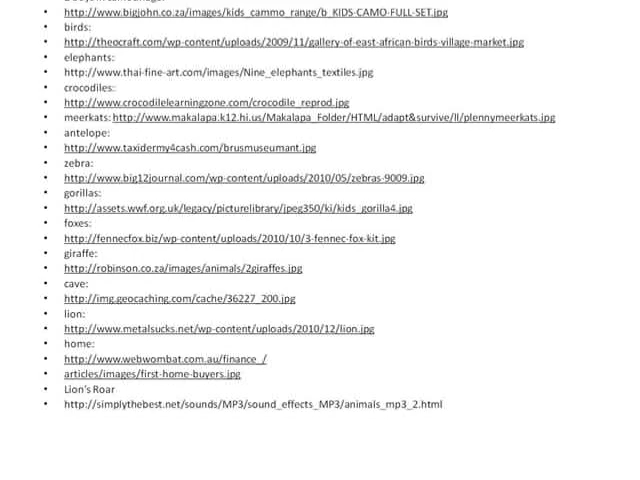 • http://www.bigjohn.co.za/images/kids_cammo_range/b_KIDS-CAMO-FULL-SET.jpg
• birds:
• http://theocraft.com/wp-content/uploads/2009/11/gallery-of-east-african-birds-village-market.jpg
• elephants:
• http://www.thai-fine-art.com/images/Nine_elephants_textiles.jpg
• crocodiles:
• http://www.crocodilelearningzone.com/crocodile_reprod.jpg
• meerkats: http://www.makalapa.k12.hi.us/Makalapa_Folder/HTML/adapt&survive/ll/plennymeerkats.jpg
• antelope:
• http://www.taxidermy4cash.com/brusmuseumant.jpg
• zebra:
• http://www.big12journal.com/wp-content/uploads/2010/05/zebras-9009.jpg
• gorillas:
• http://assets.wwf.org.uk/legacy/picturelibrary/jpeg350/ki/kids_gorilla4.jpg
• foxes:
• http://fennecfox.biz/wp-content/uploads/2010/10/3-fennec-fox-kit.jpg
• giraffe:
• http://robinson.co.za/images/animals/2giraffes.jpg
• cave:
• http://img.geocaching.com/cache/36227_200.jpg
• lion:
• http://www.metalsucks.net/wp-content/uploads/2010/12/lion.jpg
• home:
• http://www.webwombat.com.au/finance_/
• articles/images/first-home-buyers.jpg
• Lion's Roar
• http://simplythebest.net/sounds/MP3/sound_effects_MP3/animals_mp3_2.html